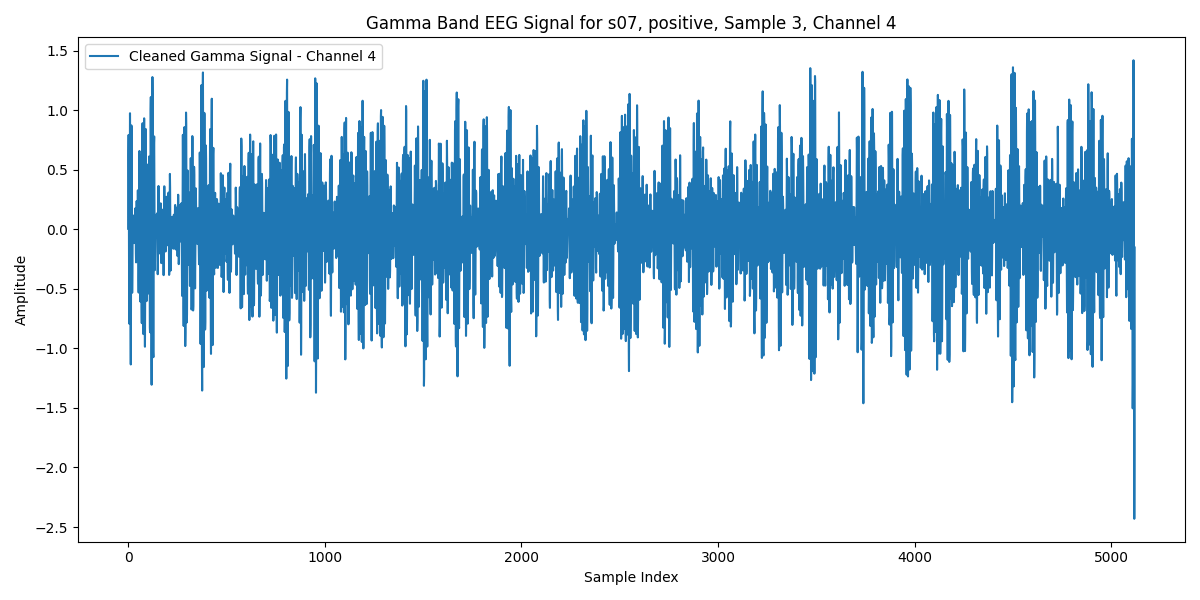 Gamma Band EEG Signal for s07, positive, Sample 3, Channel 4
Cleaned Gamma Signal - Channel 4
1.5
1.0
0.5
0.0
−0.5
−1.0
−1.5
−2.0
−2.5
Amplitude
0 1000 2000 3000 4000 5000
Sample Index